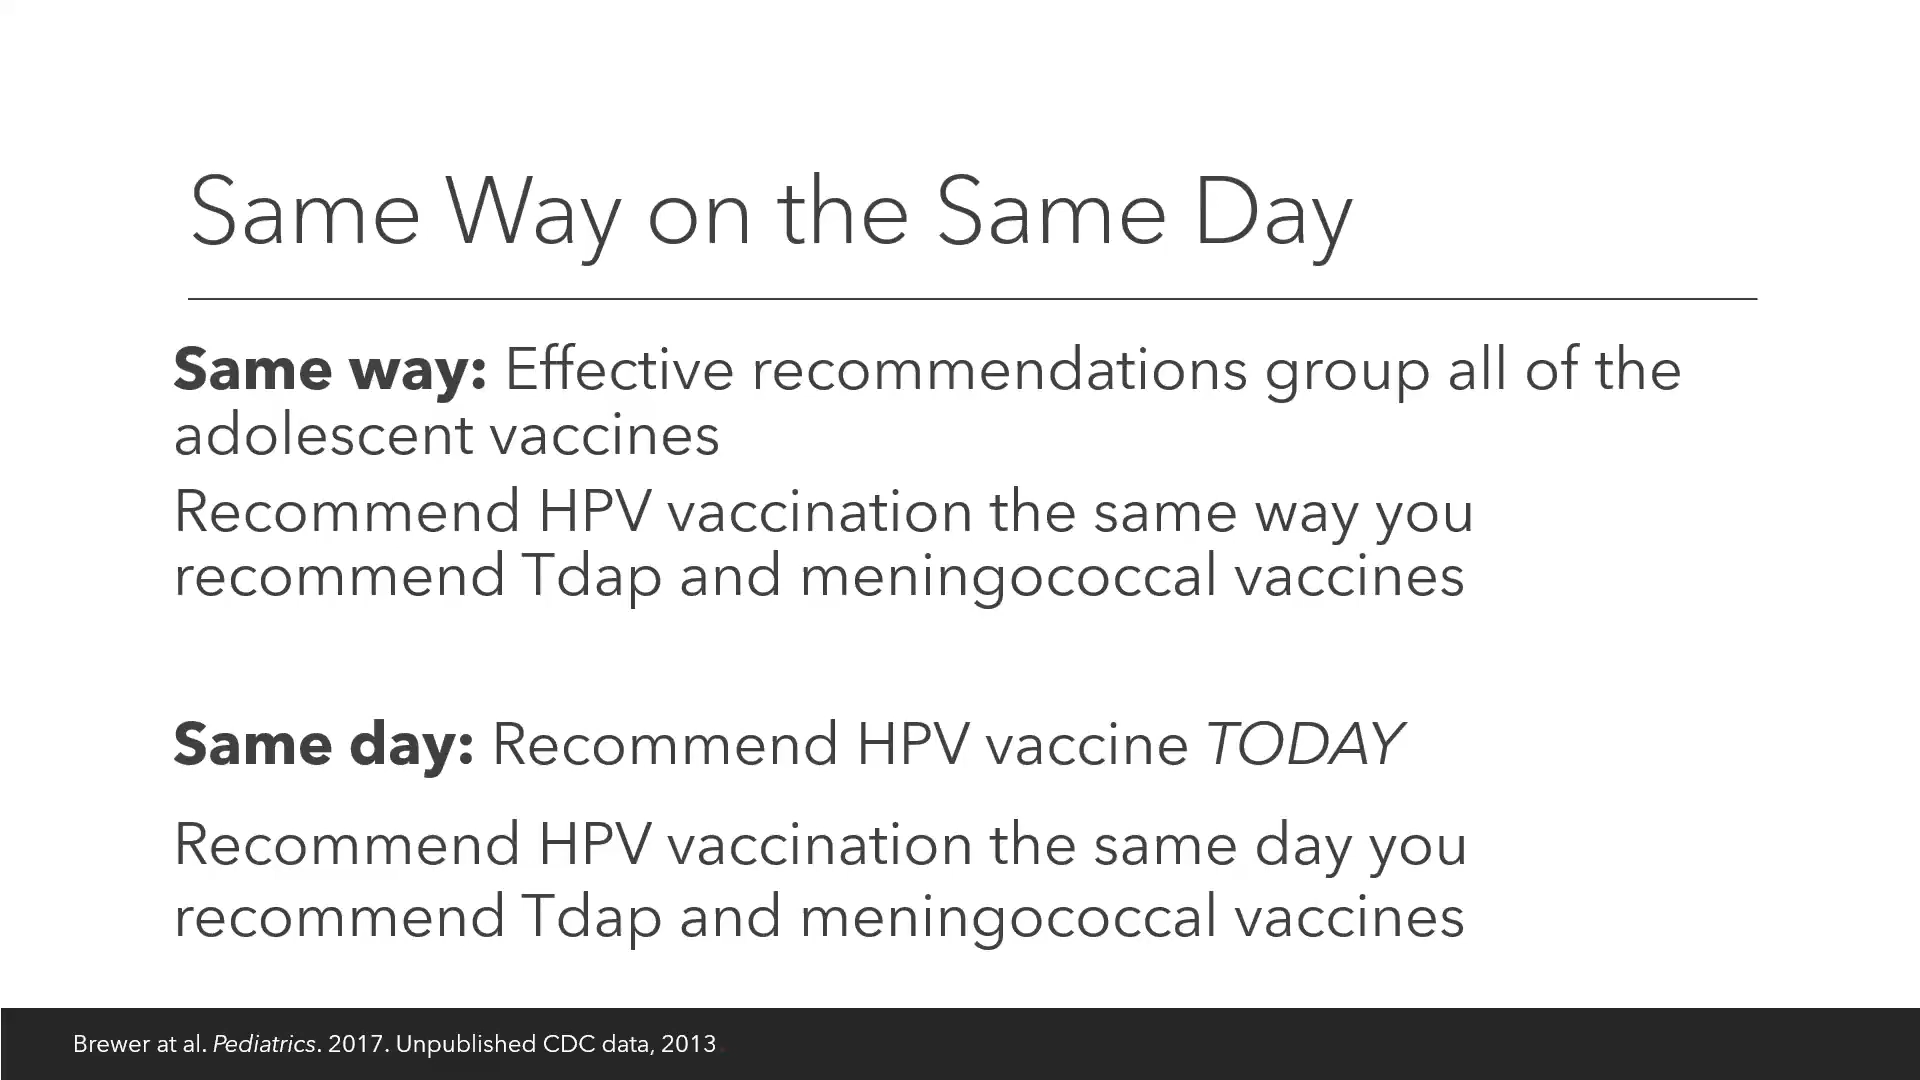 Same Way on the Same Day
Same way: Effective recommendations group all of the
adolescent vaccines
Recommend HPV vaccination the same way you
recommend Tdap and meningococcal vaccines
Same day: Recommend HPV vaccine TODAY
Recommend HPV vaccination the same day you
recommend Tdap and meningococcal vaccines
Brewer at al. Pediatrics. 2017. Unpublished CDC data, 2013.